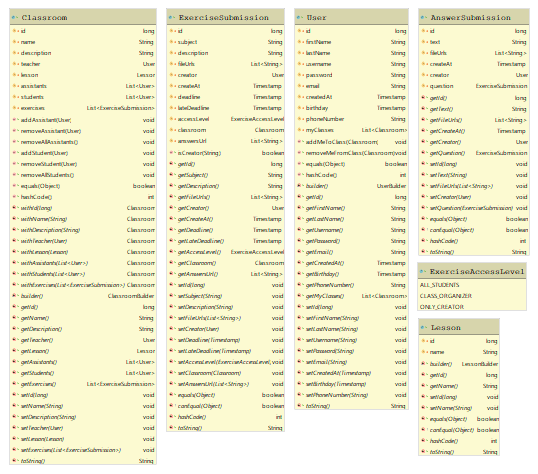 Classroom
id long
name String
description String
teacher User
lesson Lesson
assistants List<User>
students List<User>
exercises List<ExerciseSubmission>
addAssistant(User) void
removeAssistant(User) void
removeAllAssistants() void
addStudent(User) void
removeStudent(User) void
removeAllStudents() void
equals(Object) boolean
hashCode() int
withId(long) Classroom
withName(String) Classroom
withDescription(String) Classroom
withTeacher(User) Classroom
withLesson(Lesson) Classroom
withAssistants(List<User>) Classroom
withStudents(List<User>) Classroom
withExercises(List<ExerciseSubmission>) Classroom
builder() ClassroomBuilder
getId() long
getName() String
getDescription() String
getTeacher() User
getLesson() Lesson
getAssistants() List<User>
getStudents() List<User>
getExercises() List<ExerciseSubmission>
setId(long) void
setName(String) void
setDescription(String) void
setTeacher(User) void
setLesson(Lesson) void
setExercises(List<ExerciseSubmission>) void
toString() String
ExerciseSubmission
id long
subject String
description String
fileUrls List<String>
creator User
createAt Timestamp
deadline Timestamp
lateDeadline Timestamp
accessLevel ExerciseAccessLevel
classroom Classroom
answersUrl List<String>
isCreation(String) boolean
getId() long
getSubject() String
getDescription() String
getFileUrls() List<String>
getCreator() User
getCreateAt() Timestamp
getDeadline() Timestamp
getLateDeadline() Timestamp
getAccessLevel() ExerciseAccessLevel
getClassroom() Classroom
getAnswersUrl() List<String>
setId(long) void
setSubject(String) void
setDescription(String) void
setFileUrls(List<String>) void
setCreator(User) void
setDeadline(Timestamp) void
setLateDeadline(Timestamp) void
setAccessLevel(ExerciseAccessLevel) void
setClassroom(Classroom) void
setAnswersUrl(List<String>) void
equals(Object) boolean
canEqual(Object) boolean
hashCode() int
toString() String
User
id long
firstName String
lastName String
username String
password String
email String
createdAt Timestamp
birthday Timestamp
phoneNumber String
myClasses List<Classroom>
addMeToClass(Classroom) void
removeMeFromClass(Classroom) void
equals(Object) boolean
hashCode() int
builder() UserBuilder
getId() long
getFirstName() String
getLastName() String
getUsername() String
getPassword() String
getEmail() String
getCreatedAt() Timestamp
getBirthday() Timestamp
getPhoneNumber() String
getMyClasses() List<Classroom>
setId(long) void
setFirstName(String) void
setLastName(String) void
setUsername(String) void
setPassword(String) void
setEmail(String) void
setCreatedAt(Timestamp) void
setBirthday(Timestamp) void
setPhoneNumber(String) void
toString() String
AnswerSubmission
id long
text String
fileUrls List<String>
createAt Timestamp
creator User
question ExerciseSubmission
getId() long
getText() String
getFileUrls() List<String>
getCreateAt() Timestamp
getCreator() User
getQuestion() ExerciseSubmission
setId(long) void
setText(String) void
setFileUrls(List<String>) void
setCreator(User) void
setQuestion(ExerciseSubmission) void
equals(Object) boolean
canEqual(Object) boolean
hashCode() int
toString() String
ExerciseAccessLevel
ALL_STUDENTS
CLASS_ORGANIZER
ONLY_CREATOR
Lesson
id long
name String
builder() LessonBuilder
getId() long
getName() String
setId(long) void
setName(String) void
equals(Object) boolean
canEqual(Object) boolean
hashCode() int
toString() String